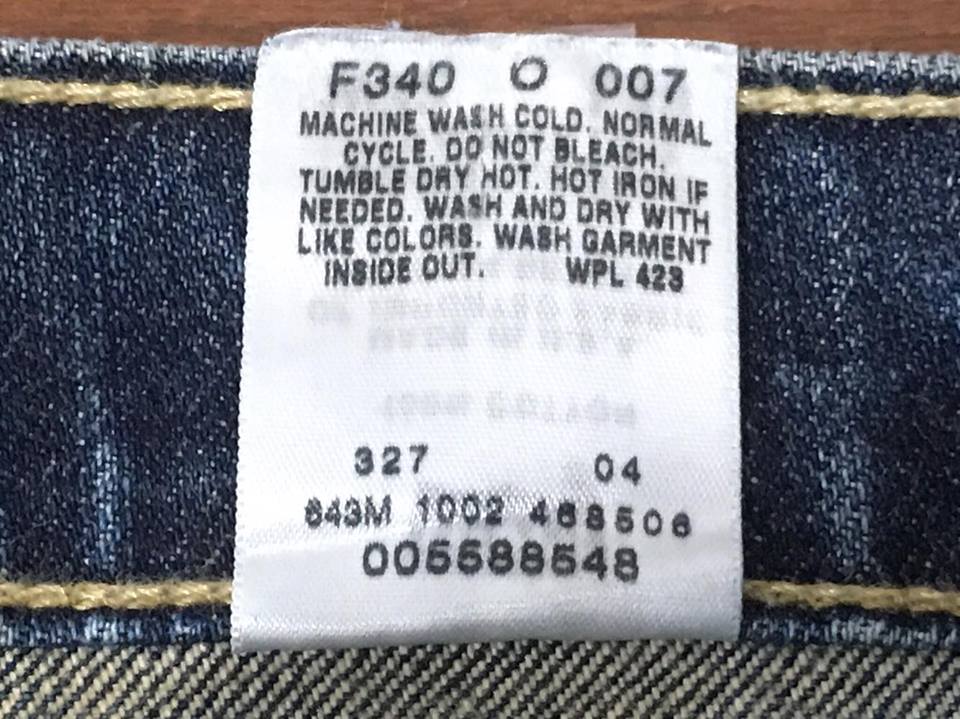 F340 O 007
MACHINE WASH COLD. NORMAL
CYCLE. DO NOT BLEACH.
TUMBLE DRY HOT. HOT IRON IF
NEEDED. WASH AND DRY WITH
LIKE COLORS. WASH GARMENT
INSIDE OUT. WPL 423
327 04
643M 1002 468506
005588548